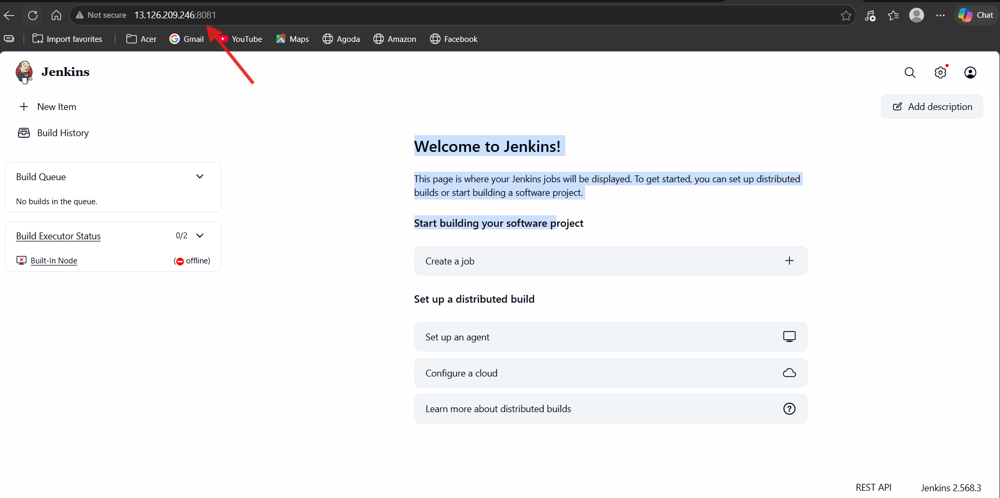 Not secure 13.126.209.246:8081
Chat
Import favorites Acer Gmail YouTube Maps Agoda Amazon Facebook
Jenkins
New Item
Add description
Build History
Welcome to Jenkins!
Build Queue
This page is where your Jenkins jobs will be displayed. To get started, you can set up distributed
builds or start building a software project.
No builds in the queue.
Start building your software project
Build Executor Status 0/2
Built-In Node (offline)
Create a job
Set up a distributed build
Set up an agent
Configure a cloud
Learn more about distributed builds
REST API Jenkins 2.568.3